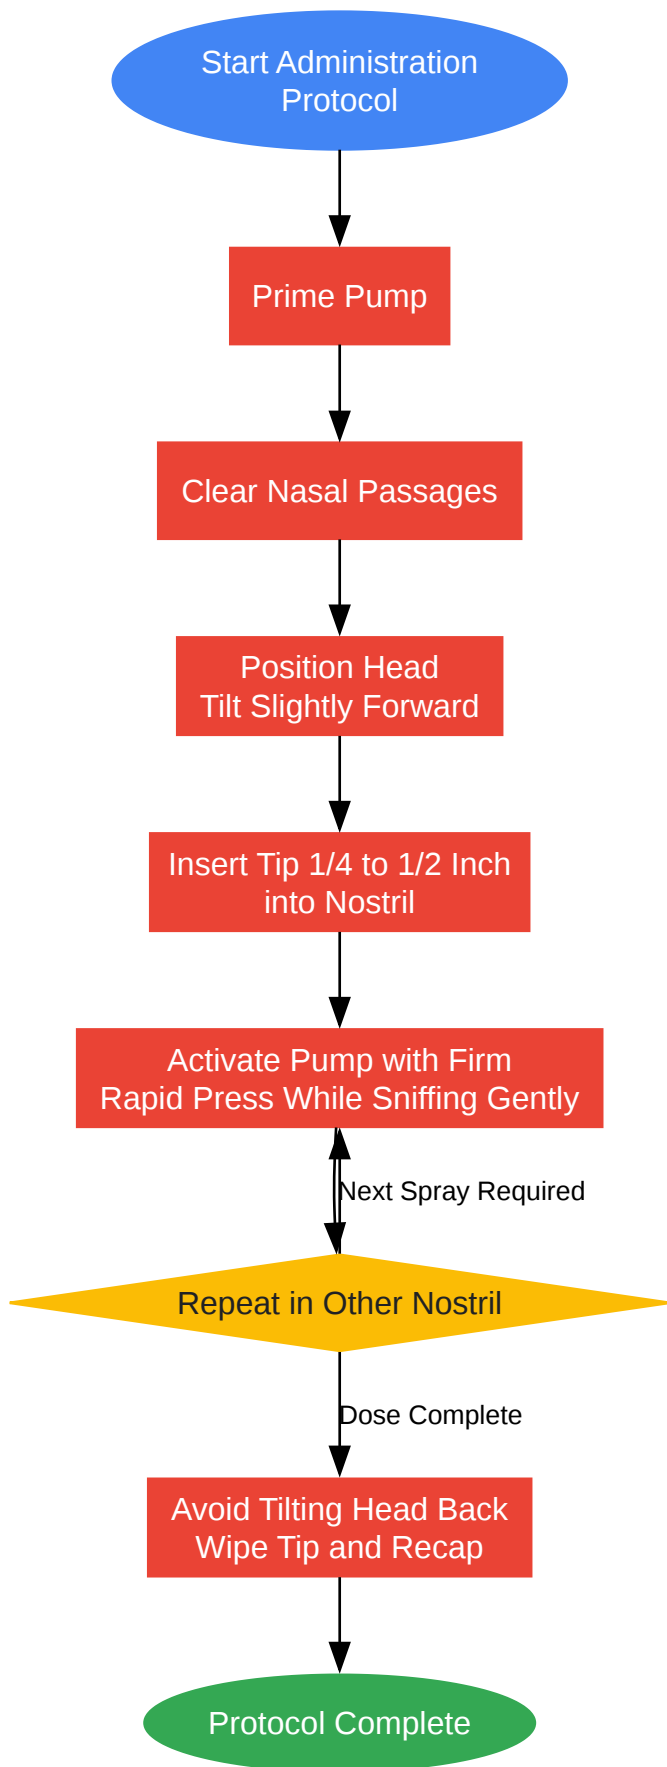 Start Administration
Protocol
Prime Pump
Clear Nasal Passages
Position Head
Tilt Slightly Forward
Insert Tip 1/4 to 1/2 Inch
into Nostril
Activate Pump with Firm
Rapid Press While Sniffing Gently
Next Spray Required
Repeat in Other Nostril
Dose Complete
Avoid Tilting Head Back
Wipe Tip and Recap
Protocol Complete